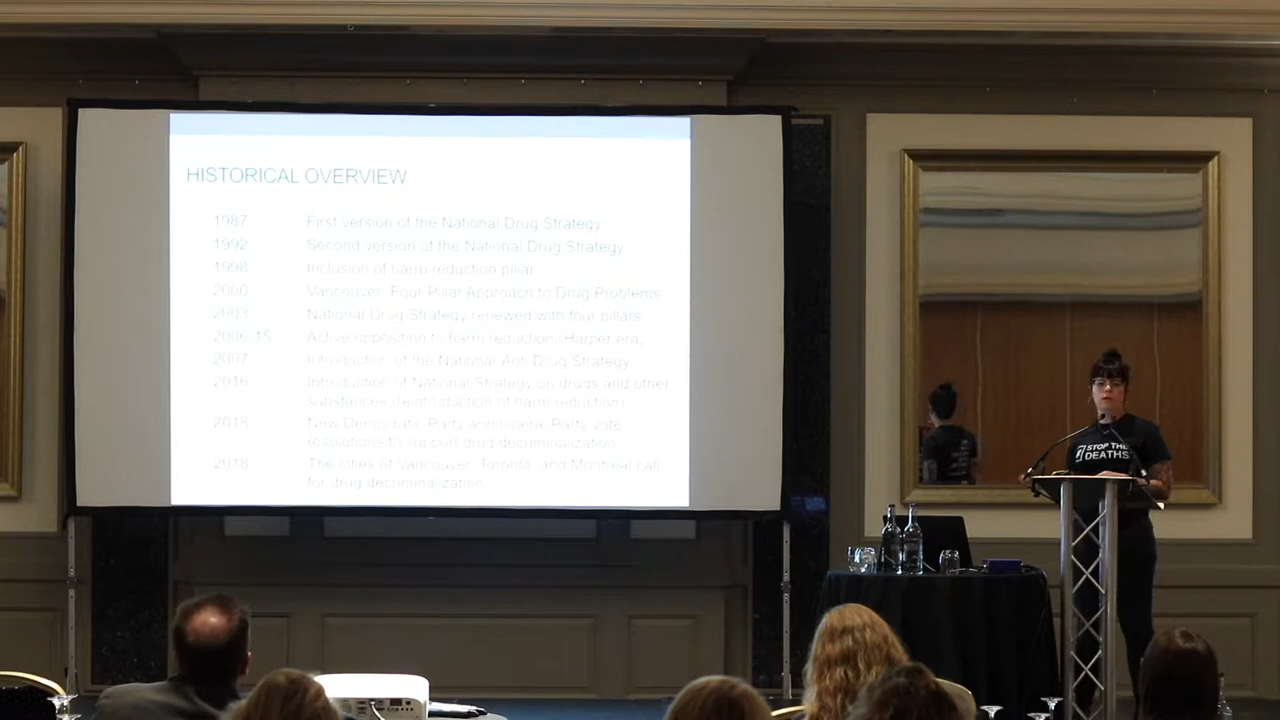 HISTORICAL OVERVIEW
1987 First version of the National Drug Strategy
1992 Second version of the National Drug Strategy
1998 Inclusion of harm reduction pillar
2000 Vancouver: Four Pillar Approach to Drug Problems
2003 National Drug Strategy renewed with four pillars
2006-15 Active opposition to harm reduction (Harper era)
2007 Introduction of the National Anti-Drug Strategy
2016 Introduction of National Strategy on drugs and other
substances (reintroduction of harm reduction)
2018 New Democratic Party and Liberal Party vote
resolutions to support drug decriminalization
2018 The cities of Vancouver, Toronto, and Montreal call
for drug decriminalization
STOP THE
DEATHS